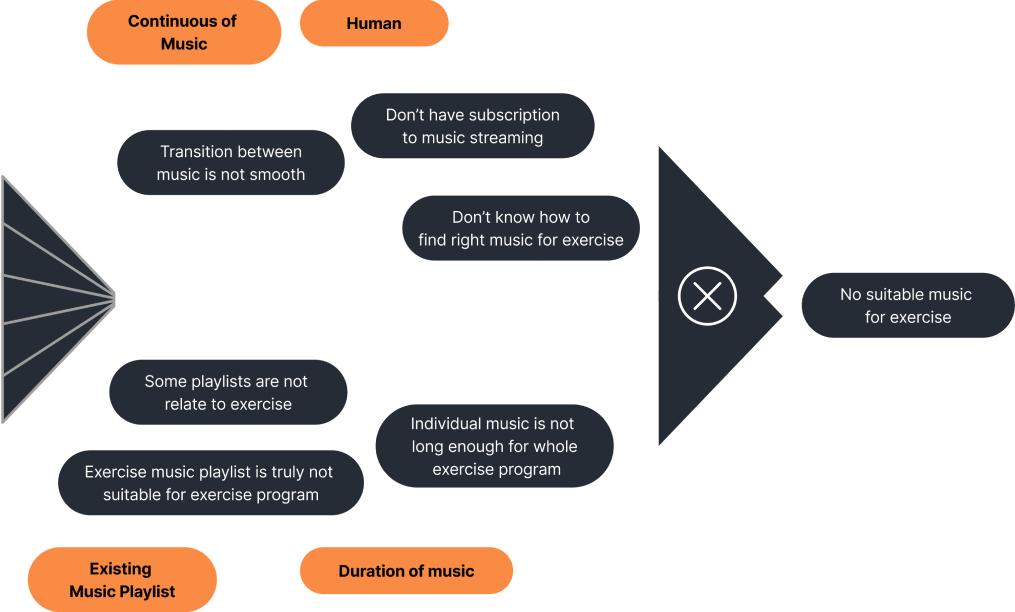 Continuous of
Music
Human
Don’t have subscription
to music streaming
Transition between
music is not smooth
Don’t know how to
find right music for exercise
No suitable music
for exercise
Some playlists are not
relate to exercise
Individual music is not
long enough for whole
exercise program
Exercise music playlist is truly not
suitable for exercise program
Existing
Music Playlist
Duration of music